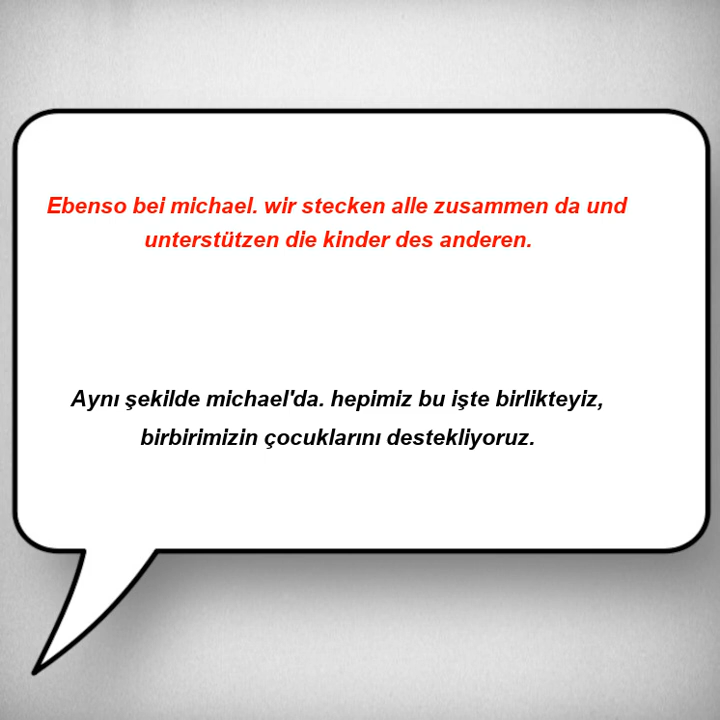 Ebenso bei michael. wir stecken alle zusammen da und
unterstützen die kinder des anderen.
Aynı şekilde michael'da. hepimiz bu işte birlikteyiz,
birbirimizin çocuklarını destekliyoruz.